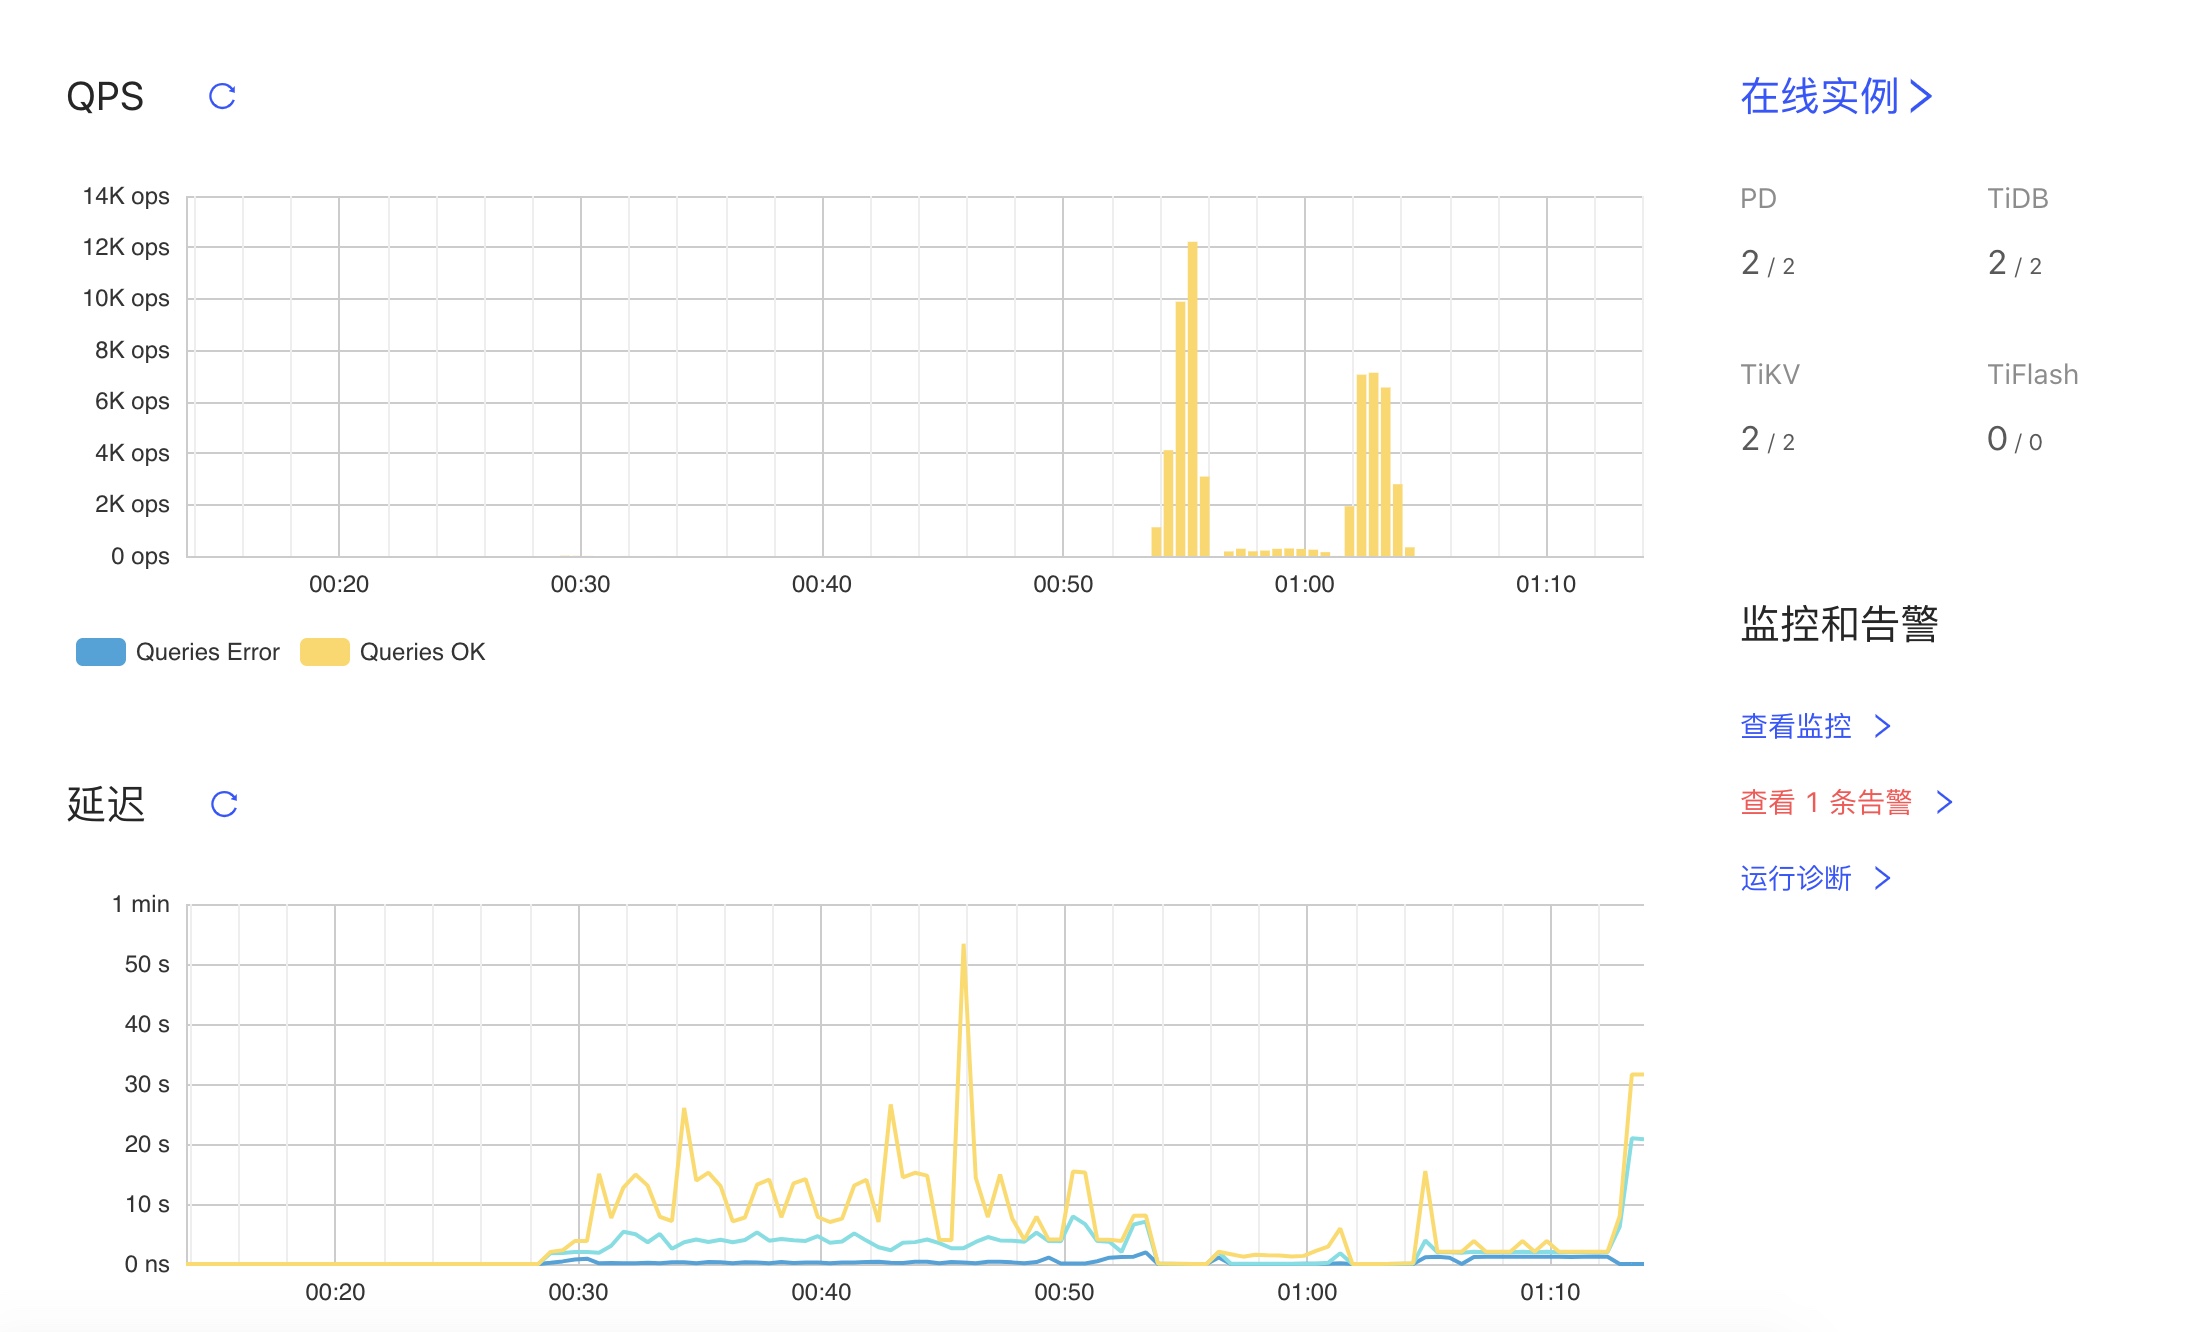 QPS
14K ops
12K ops
10K ops
8K ops
6K ops
4K ops
2K ops
0 ops
00:20 00:30 00:40 00:50 01:00 01:10
Queries Error Queries OK
延迟
1 min
50 s
40 s
30 s
20 s
10 s
0 ns
00:20 00:30 00:40 00:50 01:00 01:10
在线实例
PD TiDB
2 / 2 2 / 2
TiKV TiFlash
2 / 2 0 / 0
监控和告警
查看监控
查看 1 条告警
运行诊断